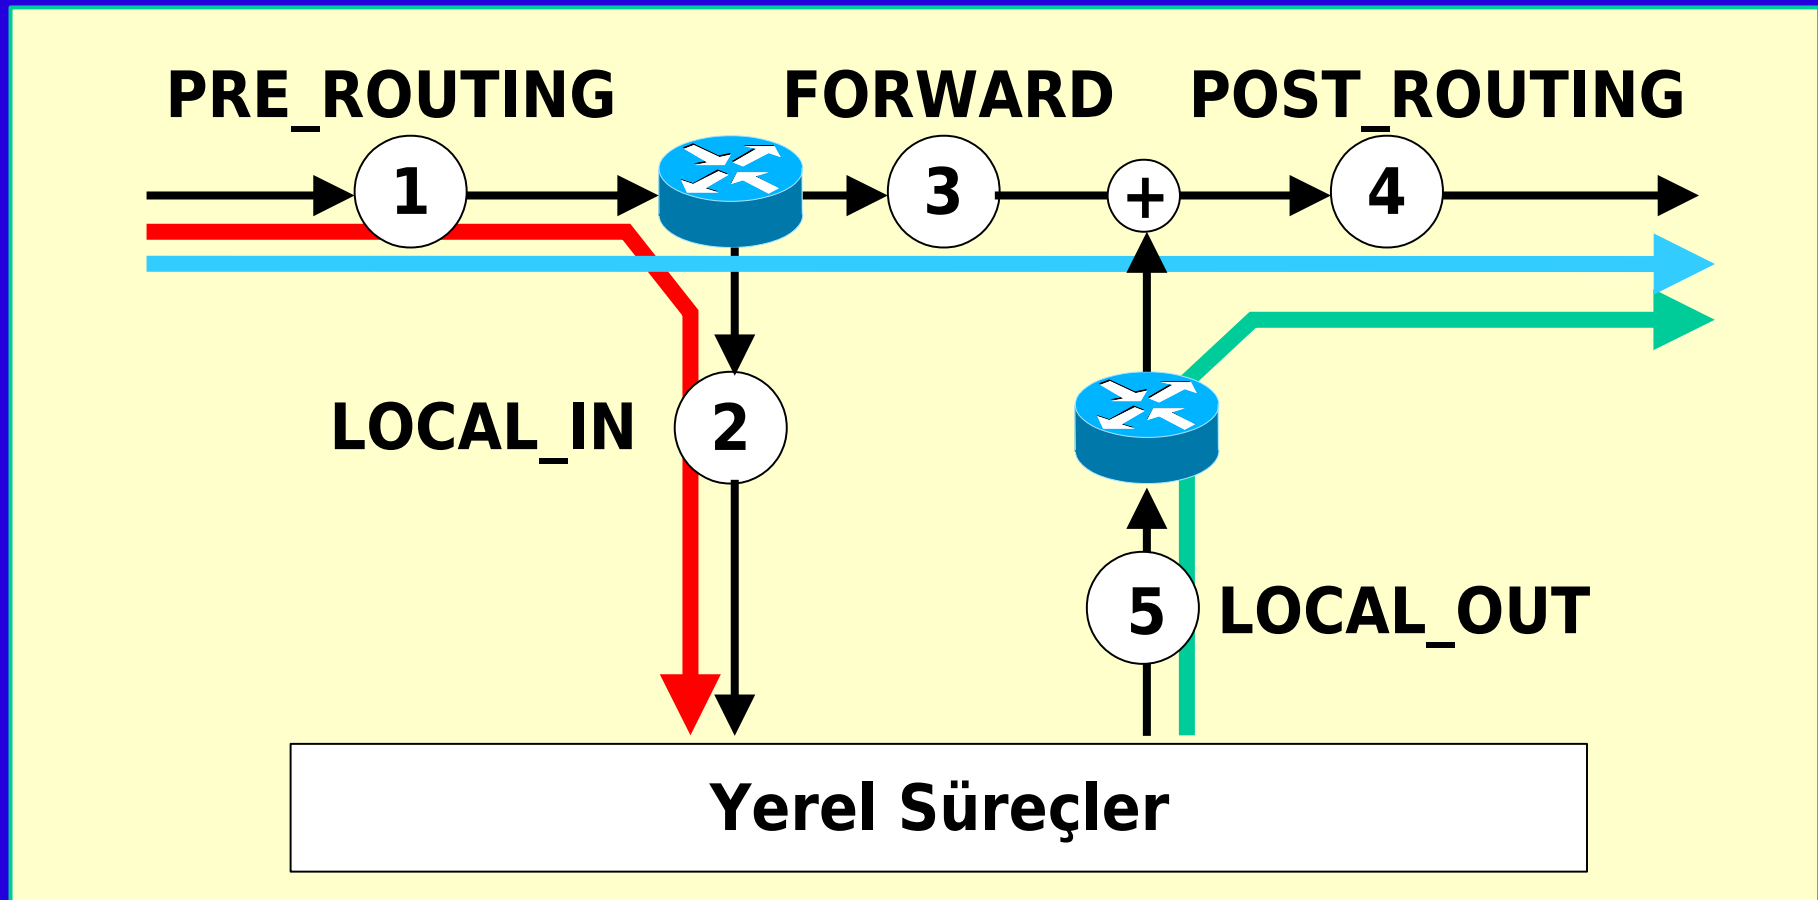 PRE_ROUTING
FORWARD
POST_ROUTING
1
3
+
4
LOCAL_IN
2
5
LOCAL_OUT
Yerel Süreçler